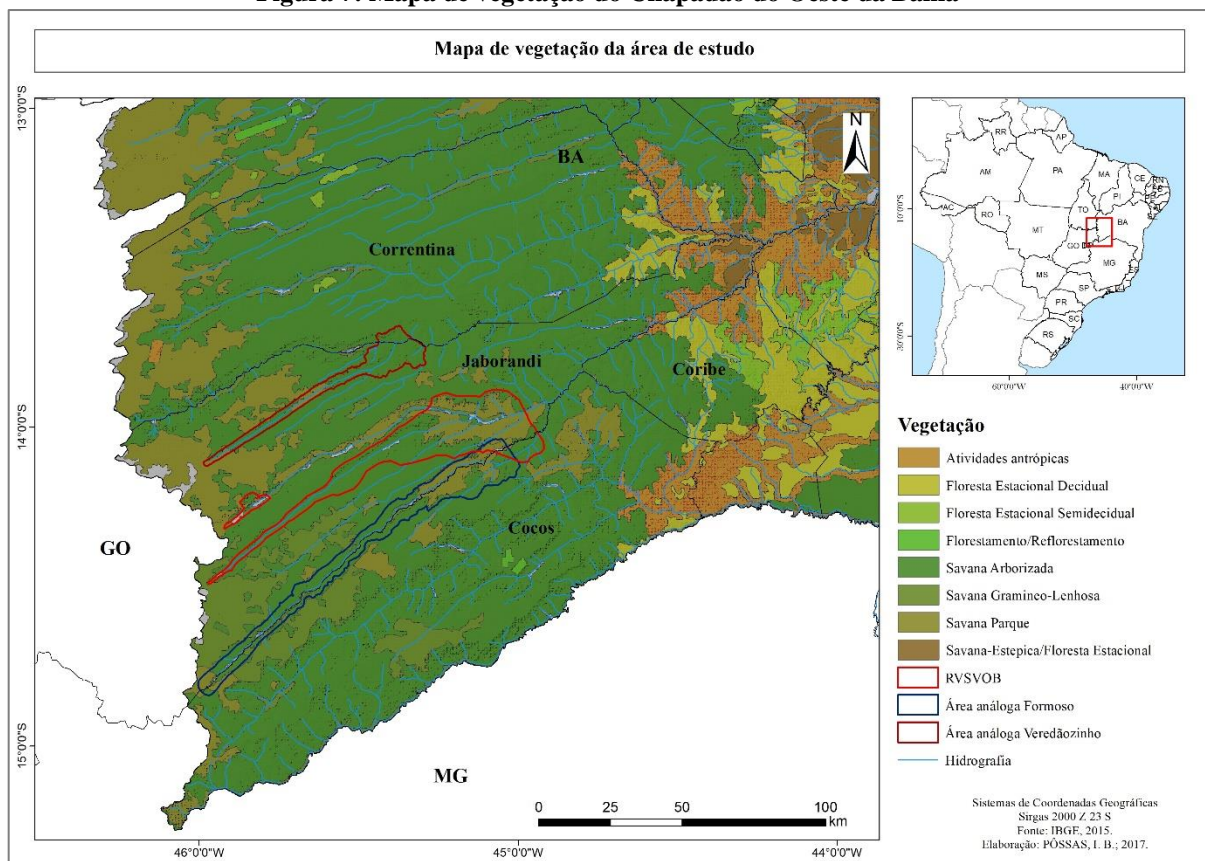 Figura 7: Mapa de vegetação do Chapadão do Oeste da Bahia
Mapa de vegetação da área de estudo
13°0'0"S
14°0'0"S
15°0'0"S
46°0'0"W
45°0'0"W
44°0'0"W
N
BA
Correntina
Jaborandi
Coribe
Cocos
GO
MG
0 25 50 100
km
RR
AP
AM
PA
MA
CE
RN
PI
AC
RO
TO
BA
MT
GO
MG
MS
SP
PR
SC
RS
10°0'0"S
30°0'0"S
60°0'0"W
40°0'0"W
Vegetação
Atividades antrópicas
Floresta Estacional Decidual
Floresta Estacional Semidecidual
Florestamento/Reflorestamento
Savana Arborizada
Savana Gramineo-Lenhosa
Savana Parque
Savana-Estepica/Floresta Estacional
RVSVOB
Área análoga Formoso
Área análoga Veredãozinho
Hidrografia
Sistemas de Coordenadas Geográficas
Sirgas 2000 Z 23 S
Fonte: IBGE, 2015.
Elaboração: PÔSSAS, I. B.; 2017.